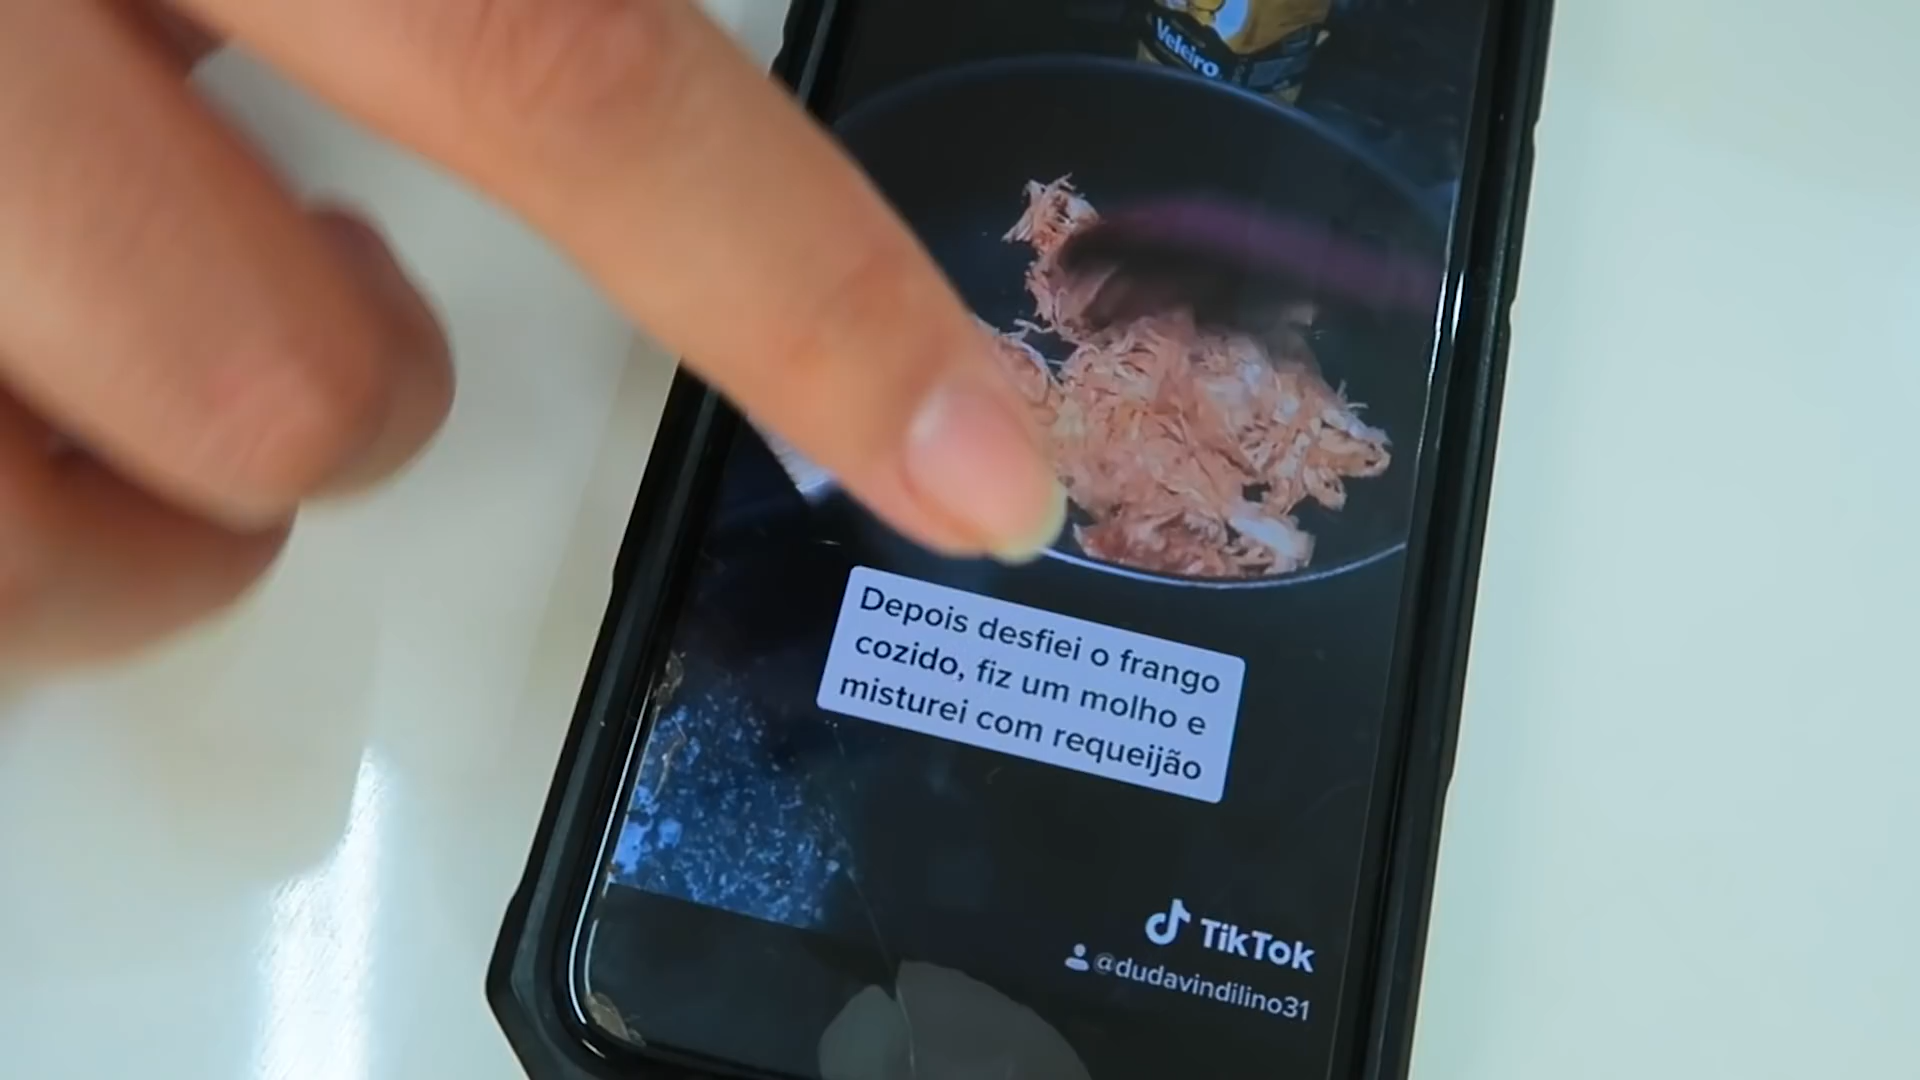 Veleiro
Depois desfiei o frango
cozido, fiz um molho e
misturei com requeijão
TikTok
@dudavindilino31